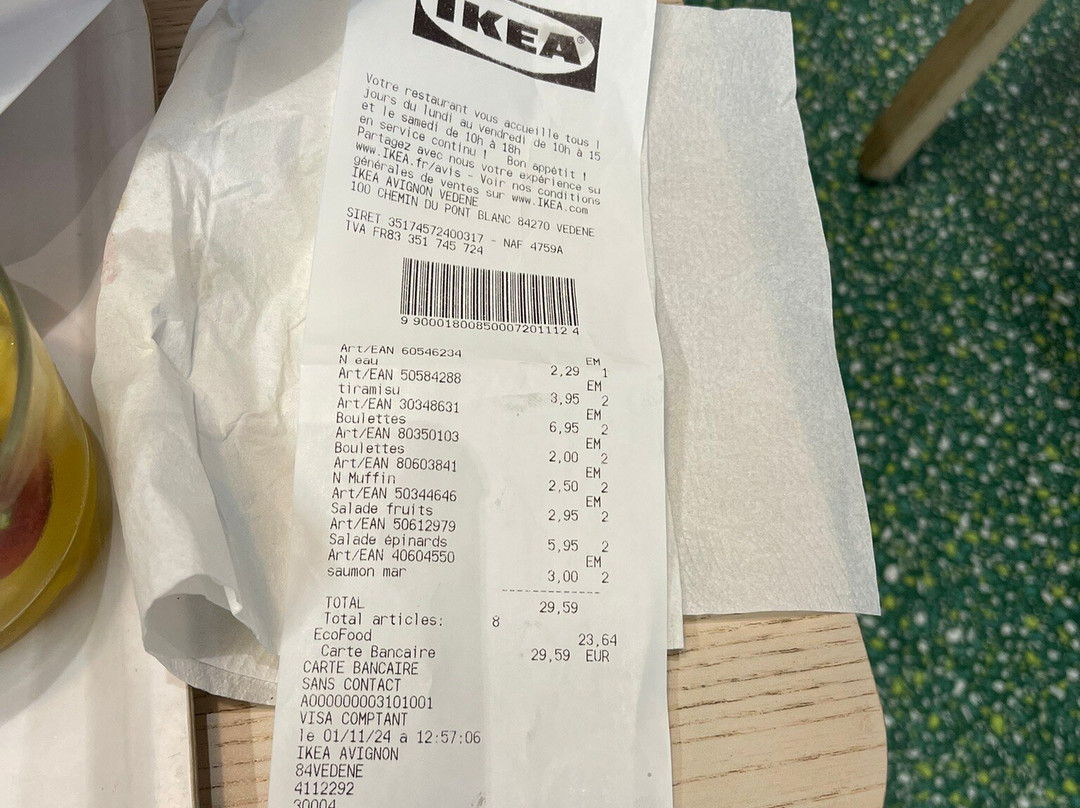 IKEA
Votre restaurant vous accueille tous !
jours du lundi au vendredi de 10h à 15
et le samedi de 10h à 18h
en service continu ! Bon appétit !
Partagez avec nous votre expérience su
www.IKEA.fr/avis - Voir nos conditions
générales de ventes sur www.IKEA.com
IKEA AVIGNON VEDENE
100 CHEMIN DU PONT BLANC 84270 VEDENE
SIRET 35174572400317 - NAF 4759A
TVA FR83 351 745 724
9 90001800850007201112 4
Art/EAN 60546234 EM
N eau 2,29 1
Art/EAN 50584288 EM
tiramisu 3,95 2
Art/EAN 30348631 EM
Boulettes 6,95 2
Art/EAN 80350103 EM
Boulettes 2,00 2
Art/EAN 80603841 EM
N Muffin 2,50 2
Art/EAN 50344646 EM
Salade fruits 2,95 2
Art/EAN 50612979
Salade épinards 5,95 2
Art/EAN 40604550 EM
saumon mar 3,00 2
TOTAL 29,59
Total articles: 8
EcoFood 23,64
Carte Bancaire 29,59 EUR
CARTE BANCAIRE
SANS CONTACT
A000000003101001
VISA COMPTANT
le 01/11/24 a 12:57:06
IKEA AVIGNON
84VEDENE
4112292
30004